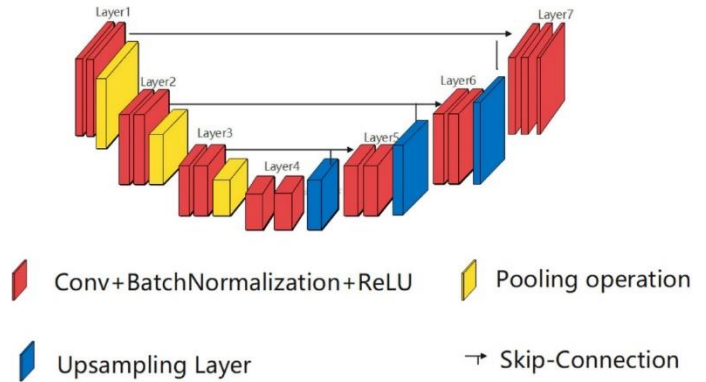 Layer1
Layer7
Layer2
Layer6
Layer3
Layer5
Layer4
Conv+BatchNormalization+ReLU
Pooling operation
Upsampling Layer
Skip-Connection